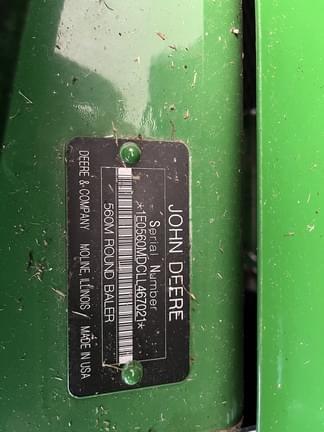 JOHN DEERE
Serial Number
*1E0560MDCLL467021*
560M ROUND BALER
DEERE & COMPANY MOLINE, ILLINOIS MADE IN USA